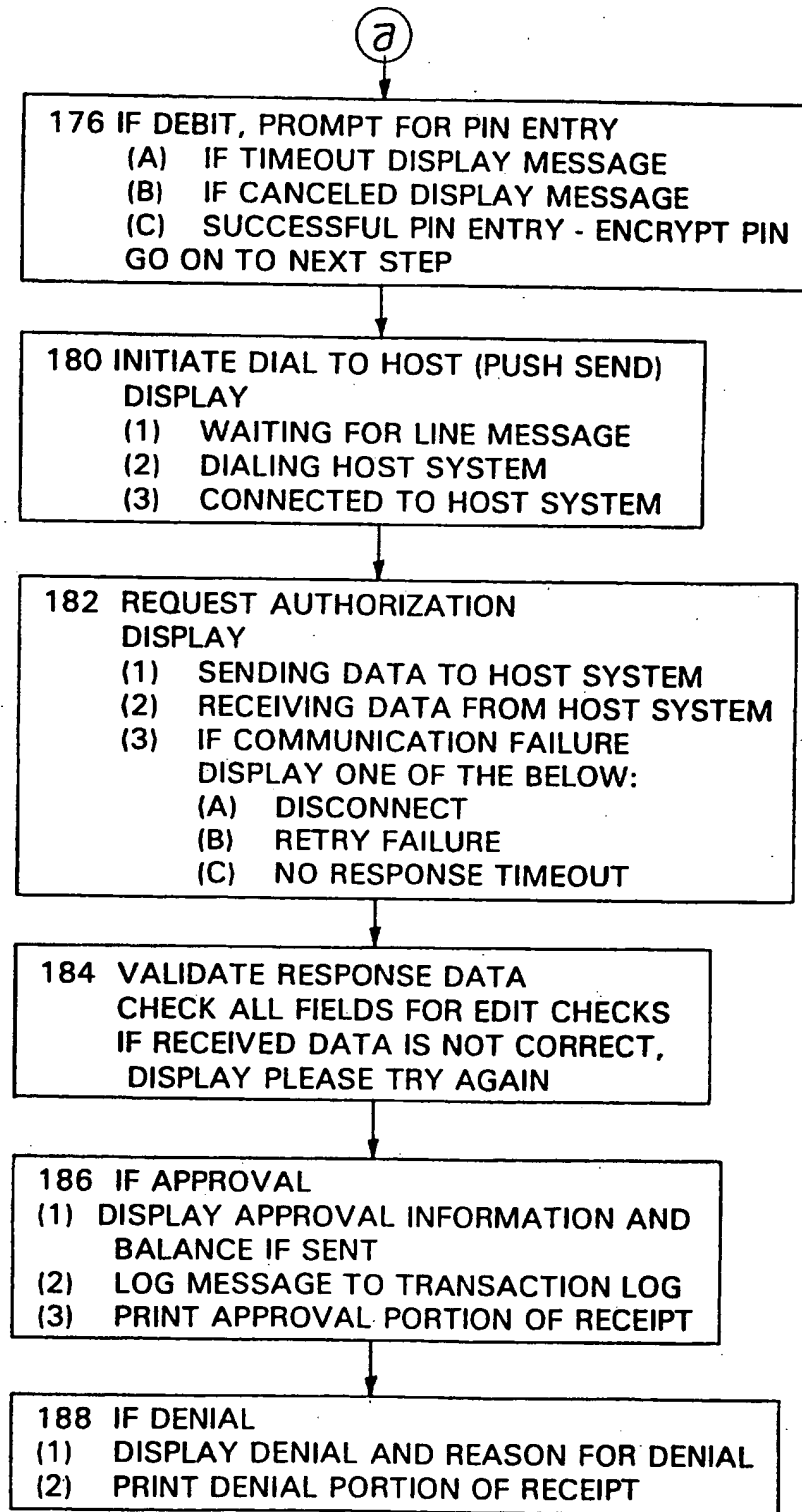 a
176 IF DEBIT, PROMPT FOR PIN ENTRY
(A) IF TIMEOUT DISPLAY MESSAGE
(B) IF CANCELED DISPLAY MESSAGE
(C) SUCCESSFUL PIN ENTRY - ENCRYPT PIN
GO ON TO NEXT STEP
180 INITIATE DIAL TO HOST (PUSH SEND)
DISPLAY
(1) WAITING FOR LINE MESSAGE
(2) DIALING HOST SYSTEM
(3) CONNECTED TO HOST SYSTEM
182 REQUEST AUTHORIZATION
DISPLAY
(1) SENDING DATA TO HOST SYSTEM
(2) RECEIVING DATA FROM HOST SYSTEM
(3) IF COMMUNICATION FAILURE
DISPLAY ONE OF THE BELOW:
(A) DISCONNECT
(B) RETRY FAILURE
(C) NO RESPONSE TIMEOUT
184 VALIDATE RESPONSE DATA
CHECK ALL FIELDS FOR EDIT CHECKS
IF RECEIVED DATA IS NOT CORRECT,
DISPLAY PLEASE TRY AGAIN
186 IF APPROVAL
(1) DISPLAY APPROVAL INFORMATION AND
BALANCE IF SENT
(2) LOG MESSAGE TO TRANSACTION LOG
(3) PRINT APPROVAL PORTION OF RECEIPT
188 IF DENIAL
(1) DISPLAY DENIAL AND REASON FOR DENIAL
(2) PRINT DENIAL PORTION OF RECEIPT